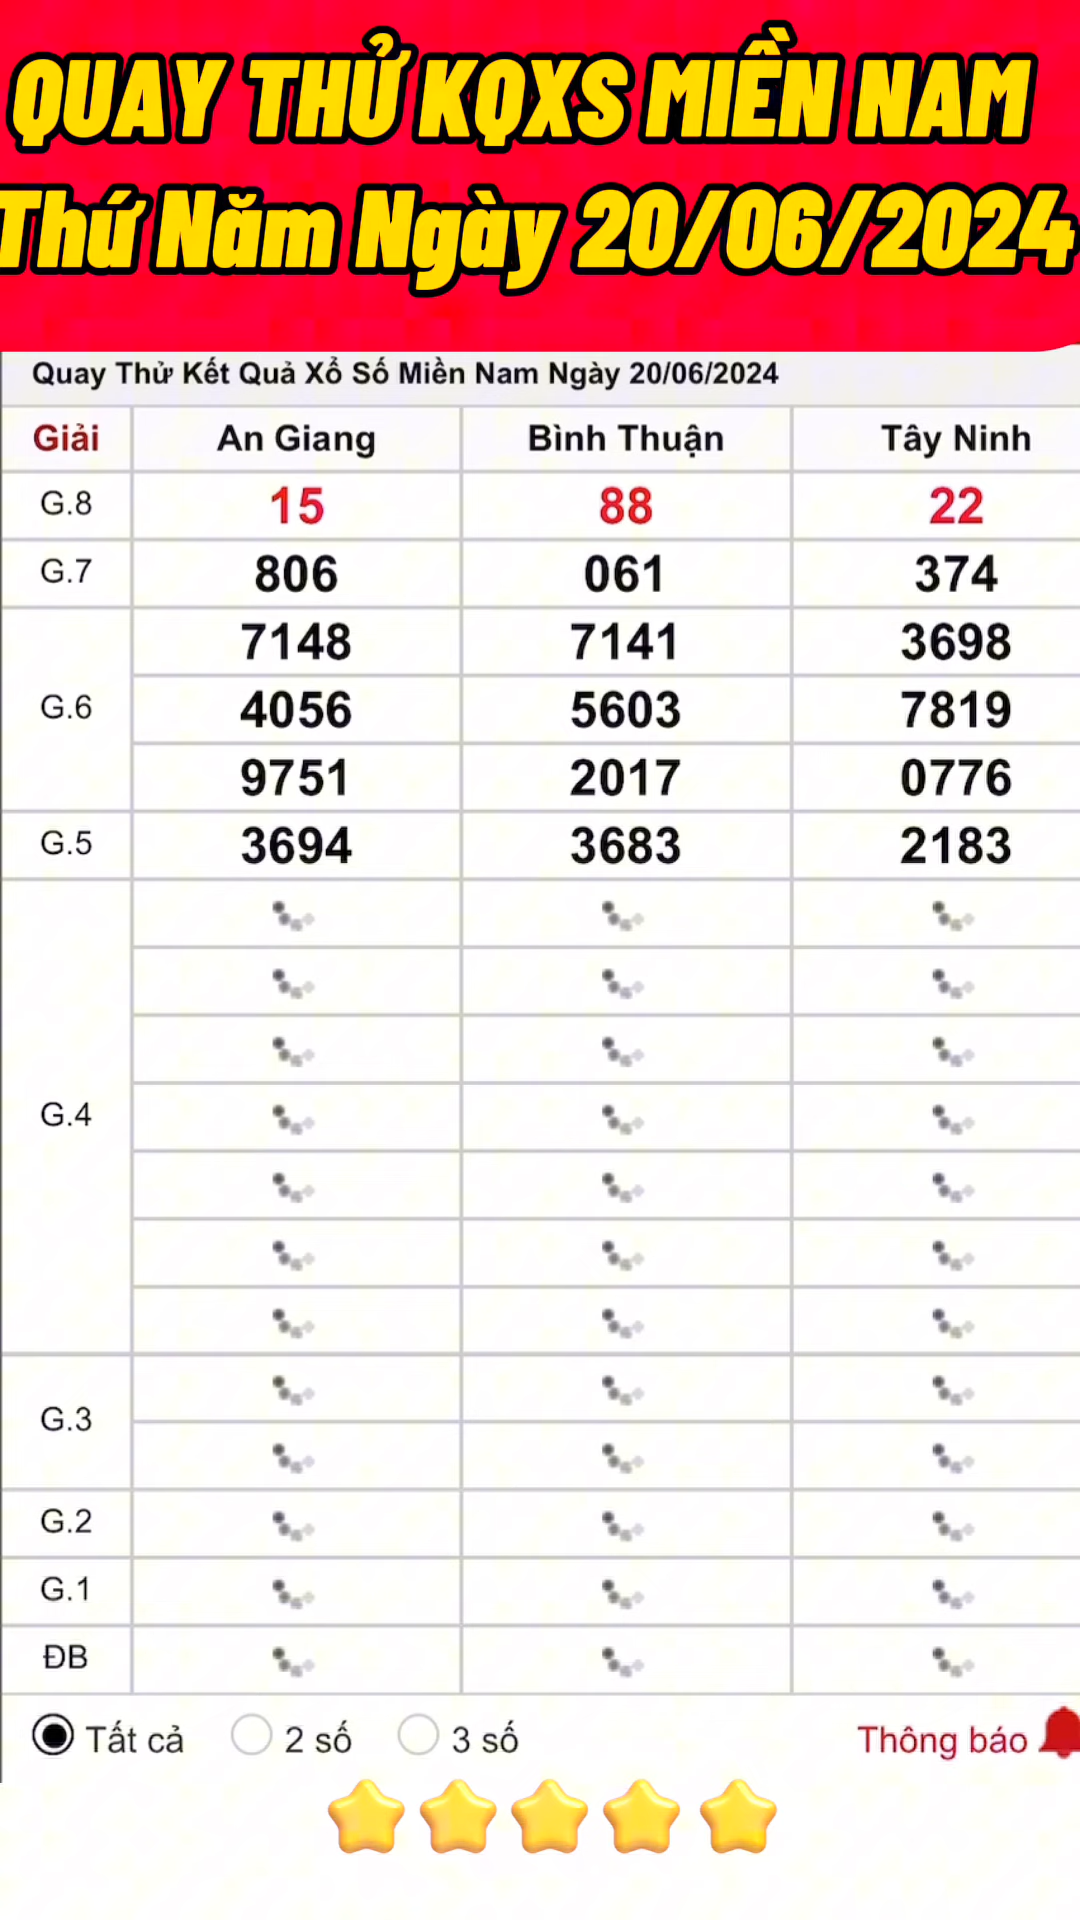 QUAY THỬ KQXS MIỀN NAM
Thứ Năm Ngày 20/06/2024
Quay Thử Kết Quả Xổ Số Miền Nam Ngày 20/06/2024
Giải An Giang Bình Thuận Tây Ninh
G.8 15 88 22
G.7 806 061 374
7148 7141 3698
G.6 4056 5603 7819
9751 2017 0776
G.5 3694 3683 2183
G.4
G.3
G.2
G.1
ĐB
Tất cả 2 số 3 số Thông báo